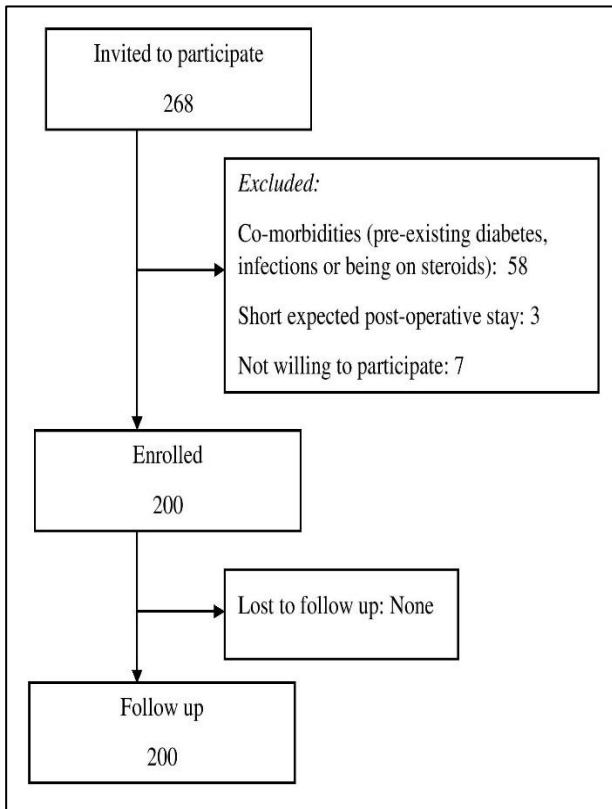 Invited to participate
268
Excluded:
Co-morbidities (pre-existing diabetes,
infections or being on steroids): 58
Short expected post-operative stay: 3
Not willing to participate: 7
Enrolled
200
Lost to follow up: None
Follow up
200